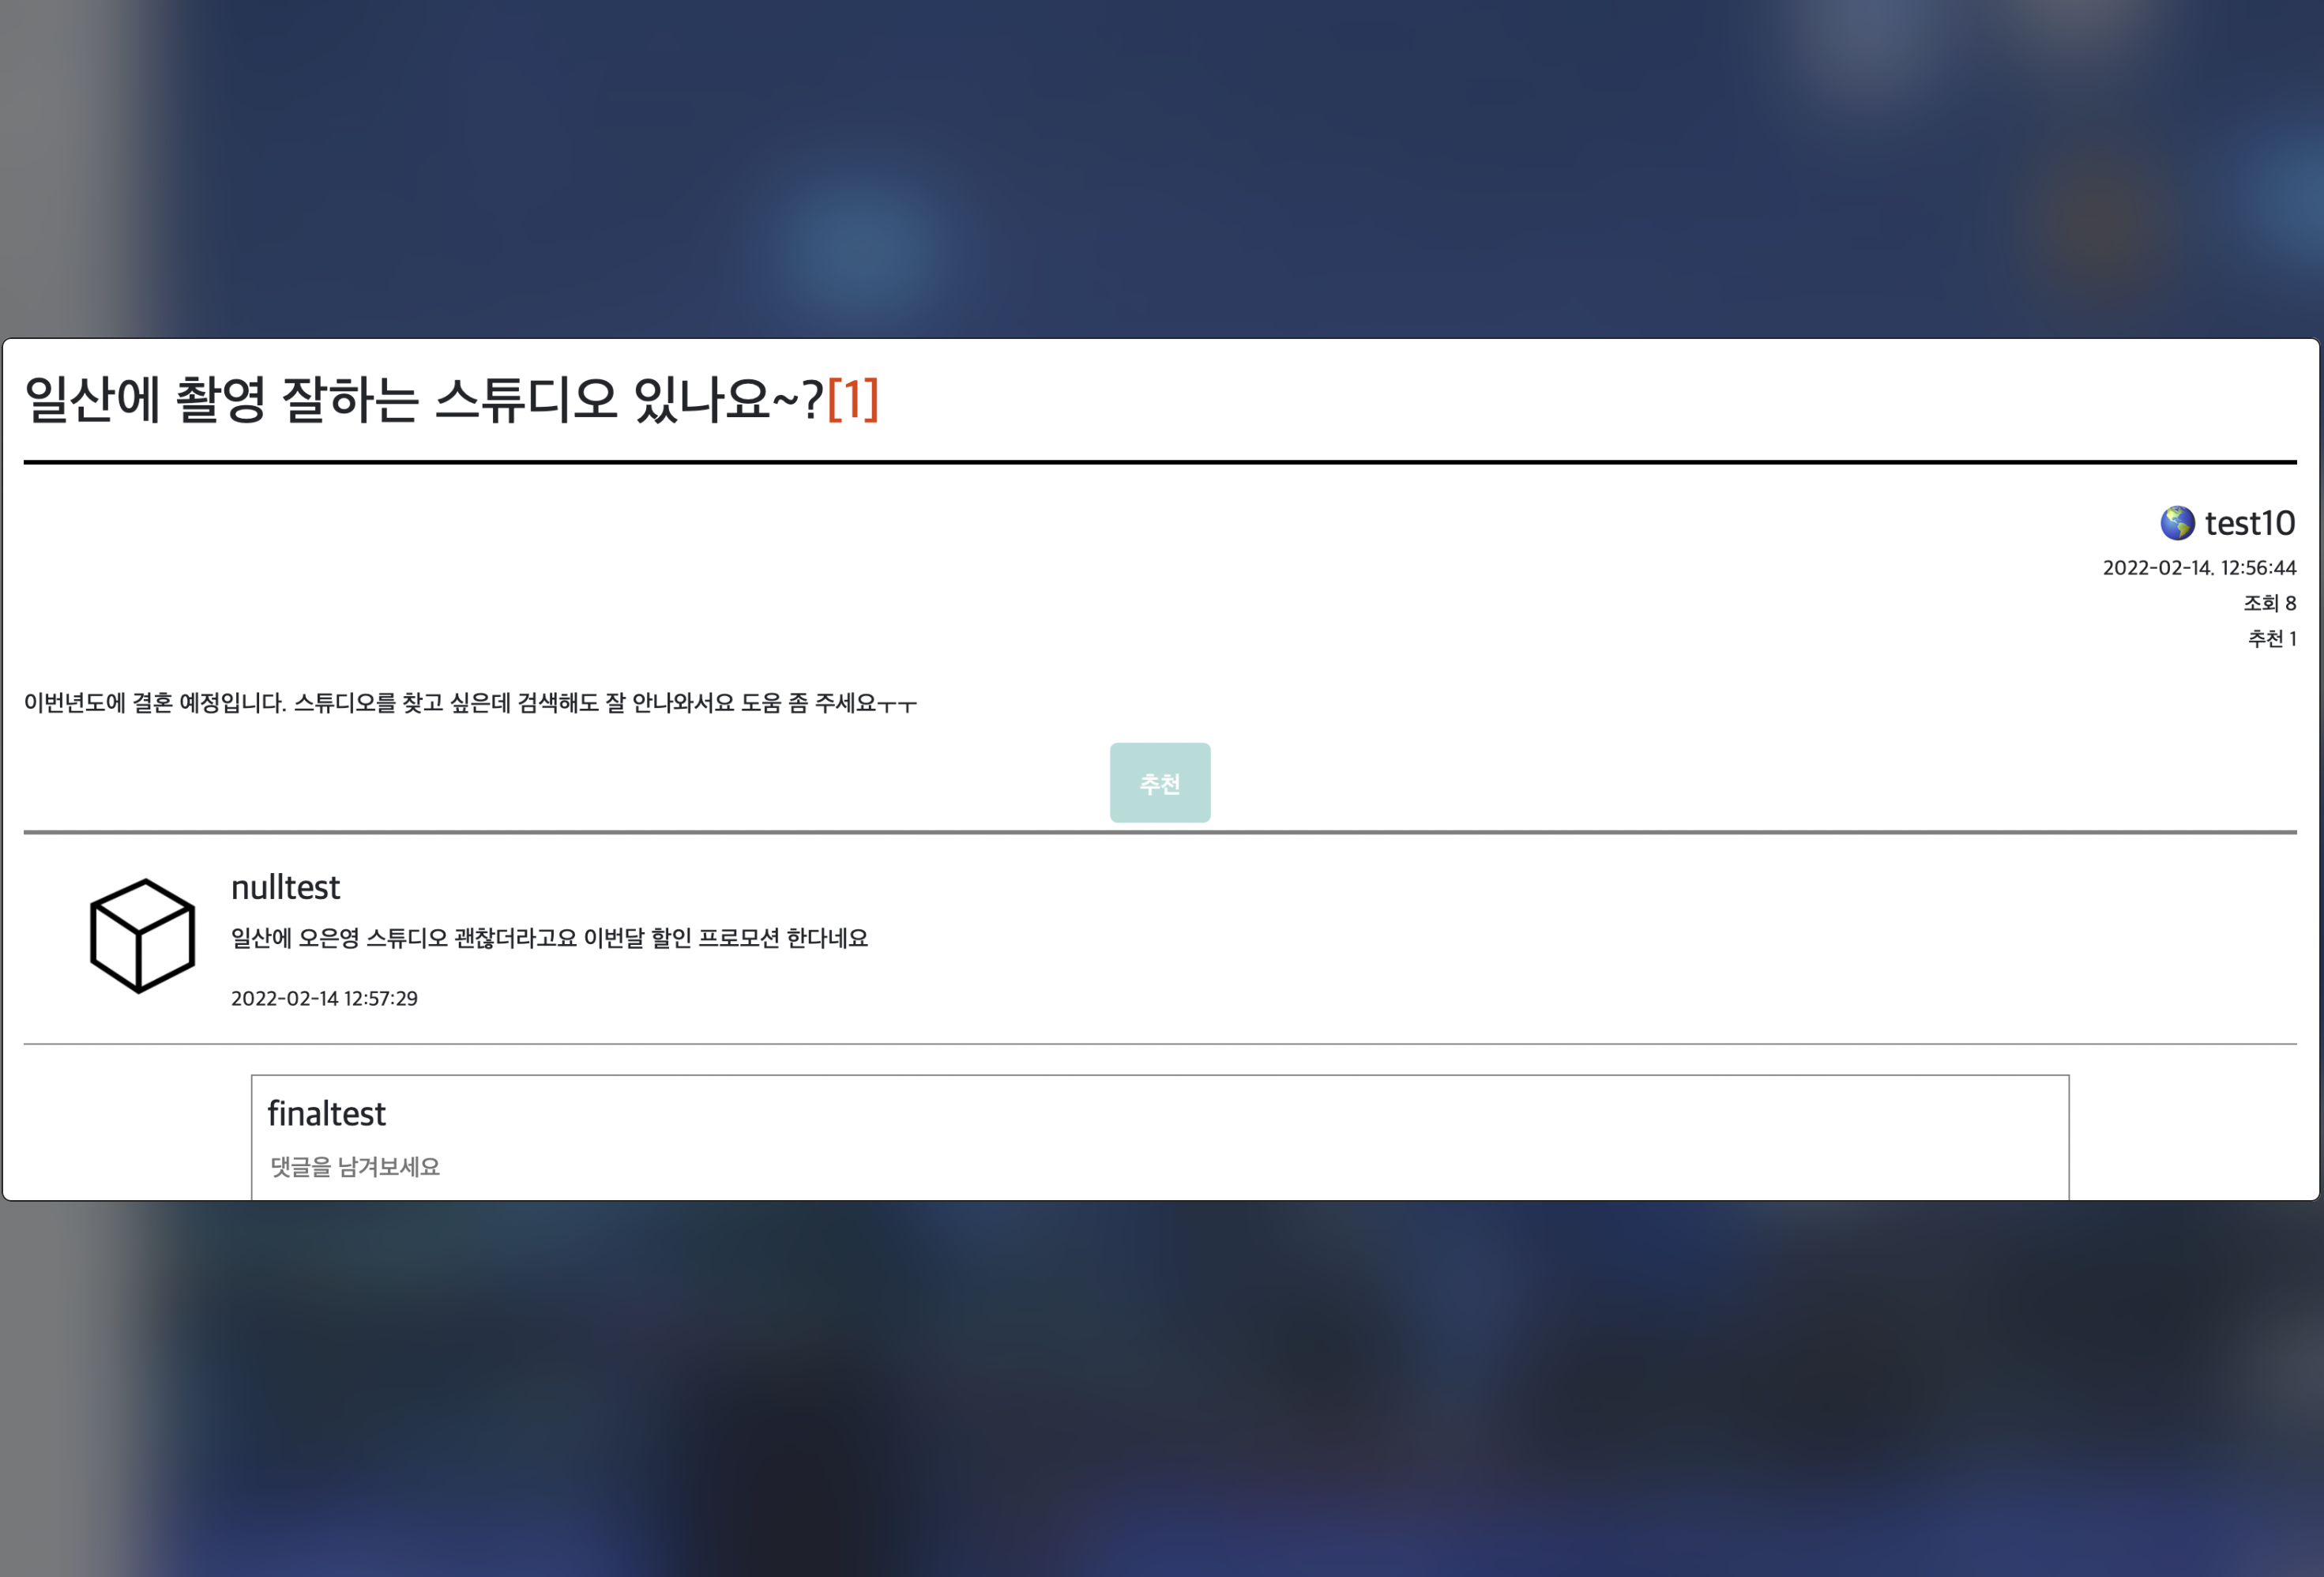 일산에 촬영 잘하는 스튜디오 있나요~?[1]
test10
2022-02-14. 12:56:44
조회 8
추천 1
이번년도에 결혼 예정입니다. 스튜디오를 찾고 싶은데 검색해도 잘 안나와서요 도움 좀 주세요ㅜㅜ
추천
nulltest
일산에 오은영 스튜디오 괜찮더라고요 이번달 할인 프로모션 한다네요
2022-02-14 12:57:29
finaltest
댓글을 남겨보세요